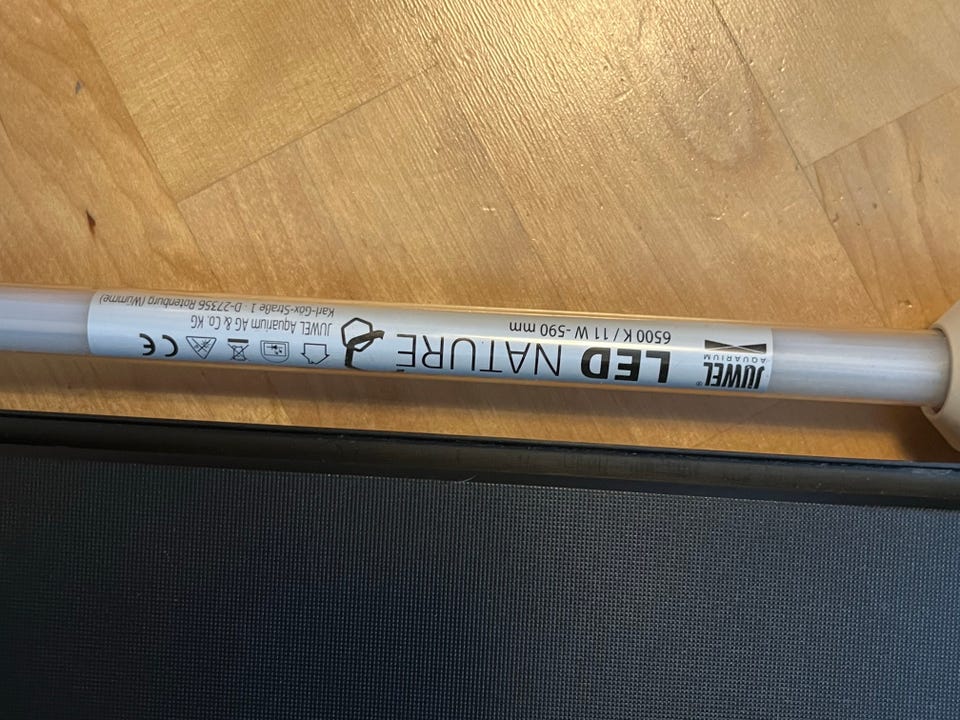 JUWEL®
AQUARIUM
LED NATURE
6500 K / 11 W -590 mm
CE
JUWEL Aquarium AG & Co. KG
Karl-Göx-Straße 1 · D-27356 Rotenburg (Wümme)